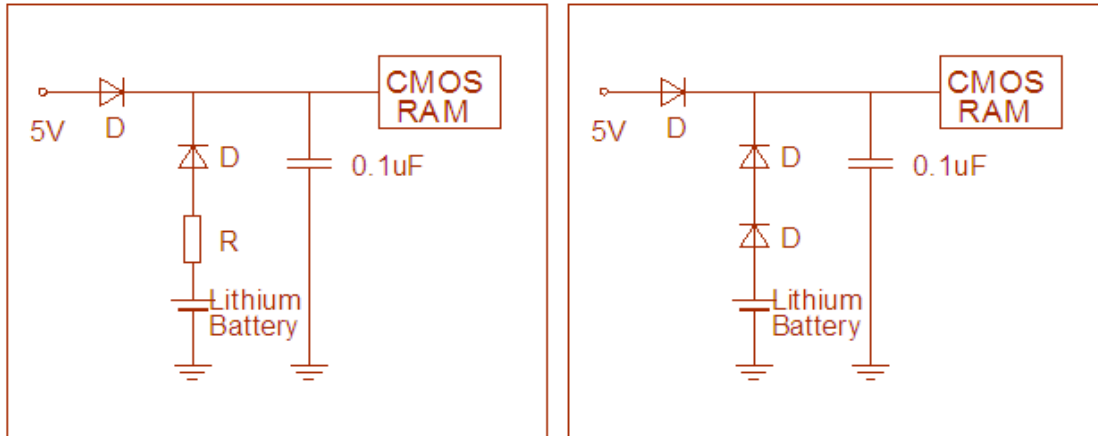 CMOS
RAM
5V
D
D
0.1uF
R
Lithium
Battery
CMOS
RAM
5V
D
D
0.1uF
D
Lithium
Battery